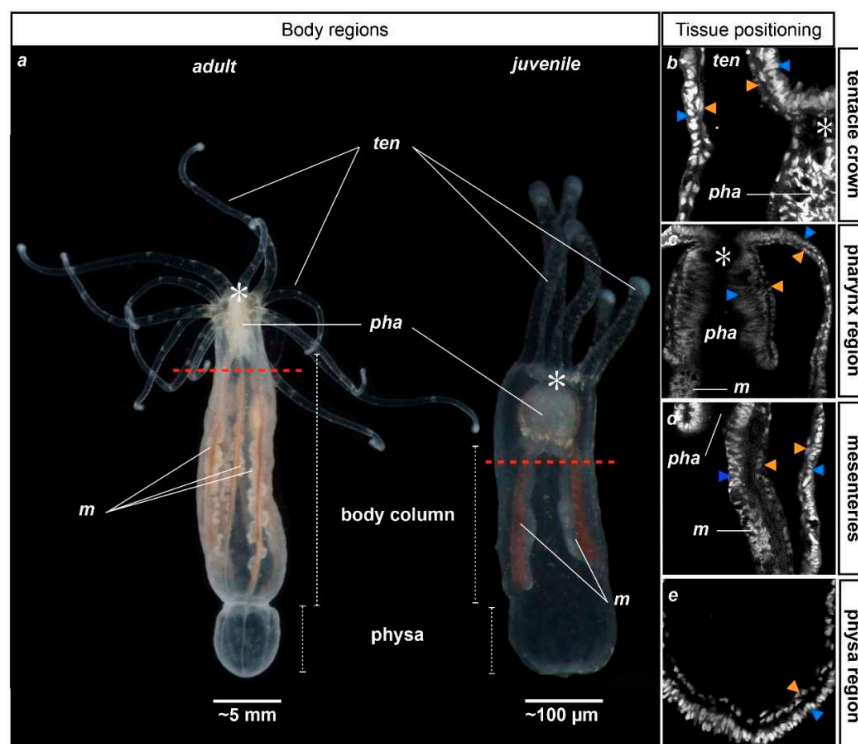 Body regions
Tissue positioning
a
adult
juvenile
ten
pha
m
body column
m
physa
~5 mm
~100 µm
b
ten
*
pha
tentacle crown
c
*
pha
m
pharynx region
d
pha
m
mesenteries
e
physa region
*
*